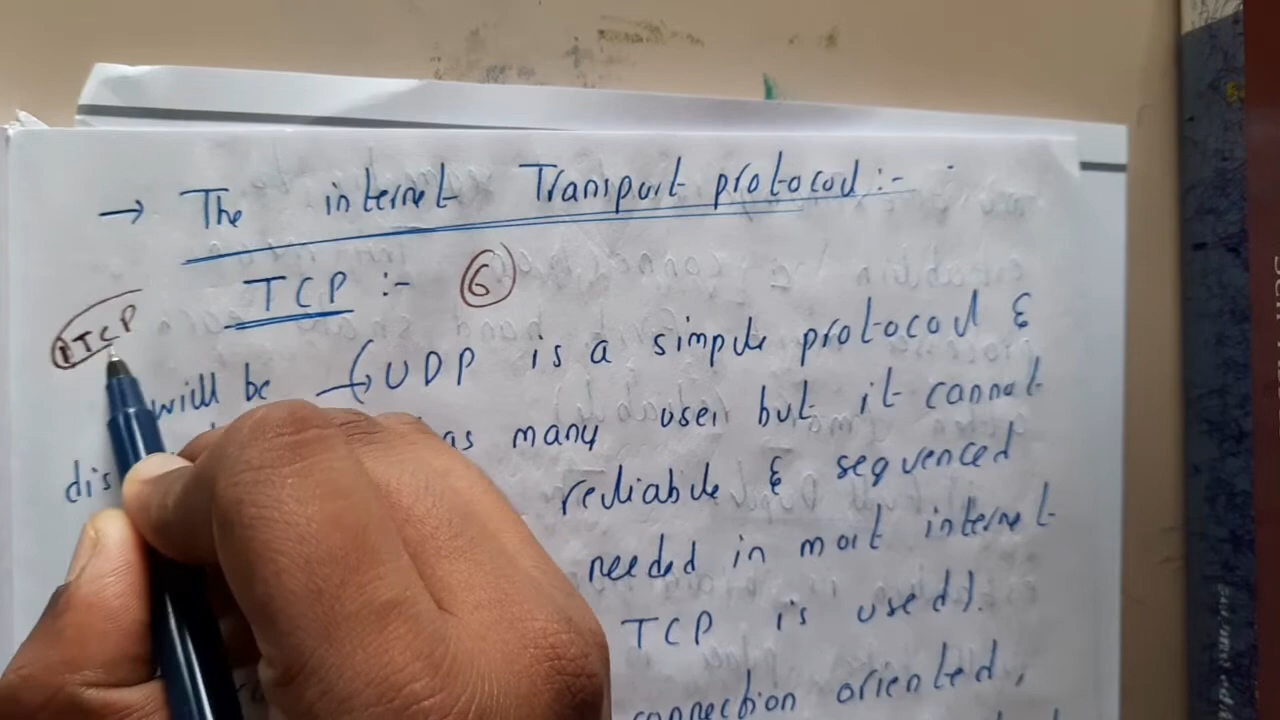 → The internet Transport protocol :-
TCP :- 6
TCP
will be (UDP is a simple protocol &
as many uses but it cannot
dis reliable & sequenced
needed in most internet
TCP is used).
connection oriented,